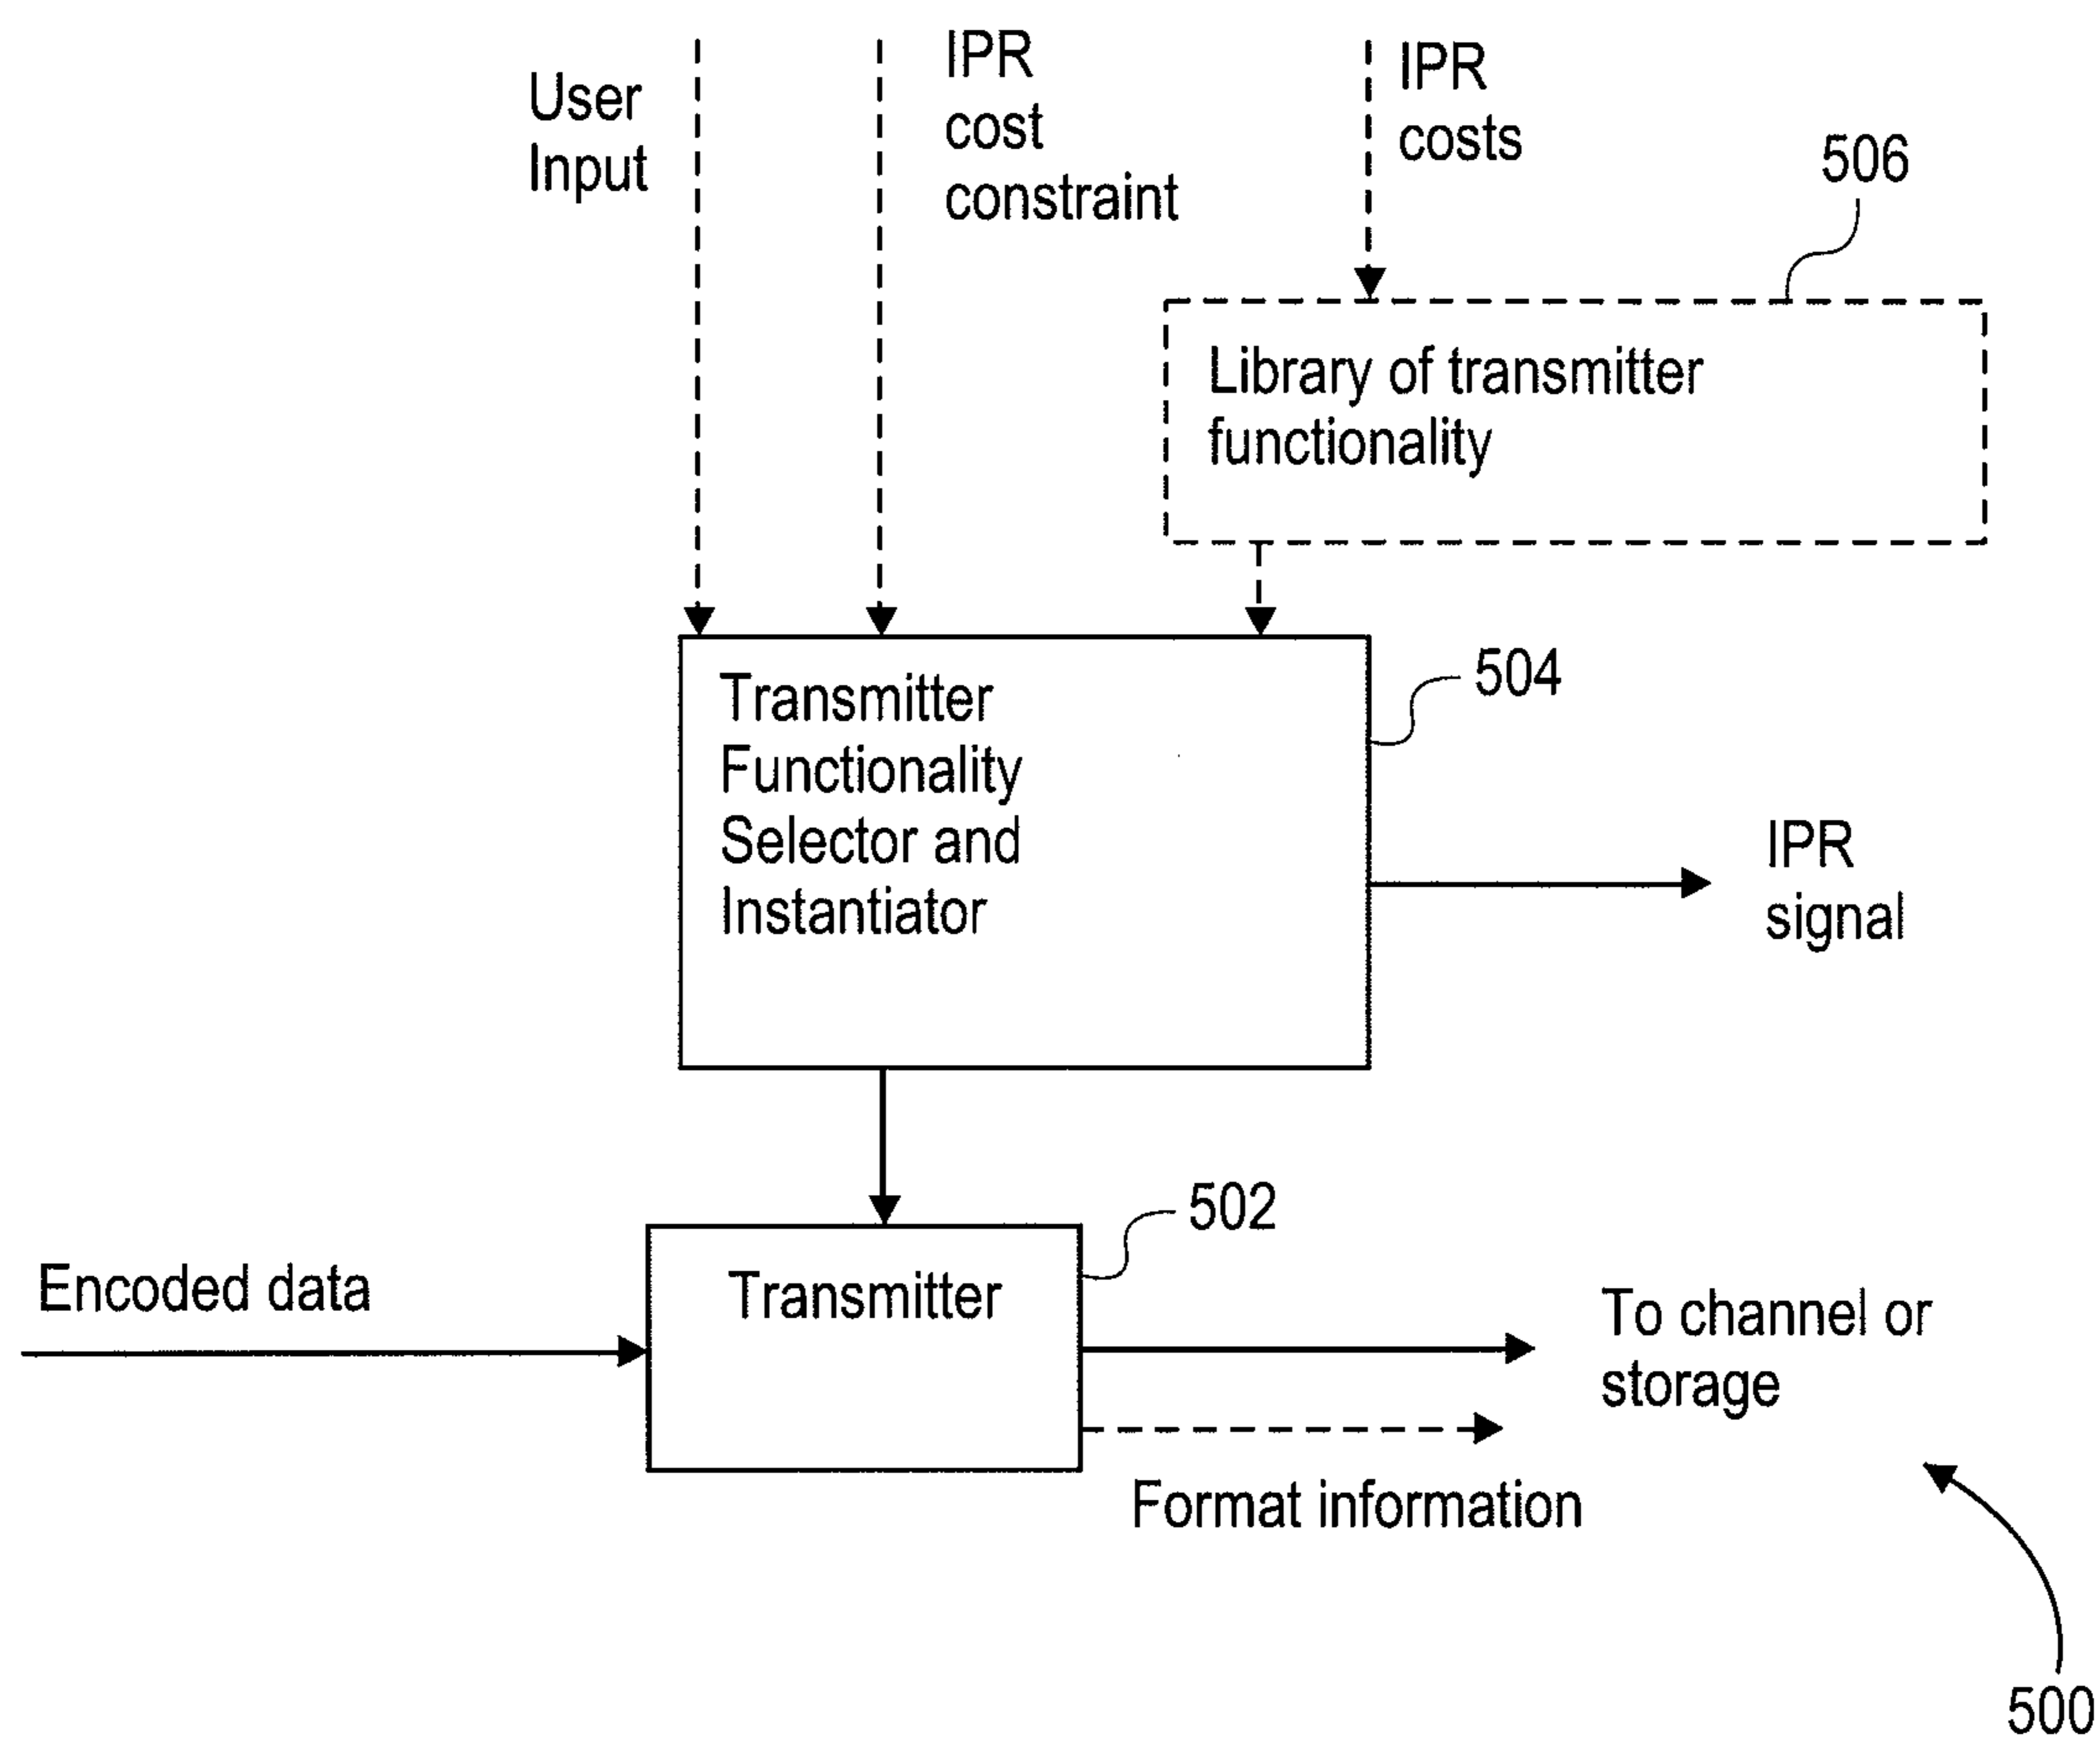 User
Input
IPR
cost
constraint
IPR
costs
506
Library of transmitter
functionality
Transmitter
Functionality
Selector and
Instantiator
504
IPR
signal
502
Encoded data
Transmitter
To channel or
storage
Format information
500